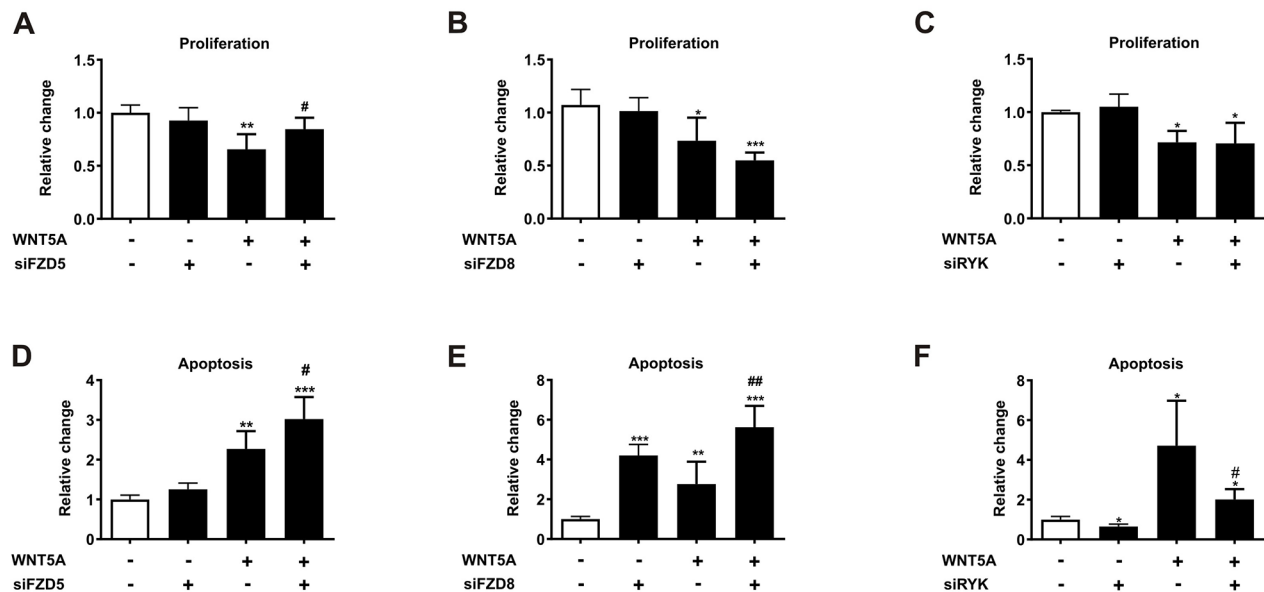 A
Proliferation
Relative change
1.5
1.0
0.5
0.0
** #
WNT5A - - + +
siFZD5 - + - +
B
Proliferation
Relative change
1.5
1.0
0.5
0.0
* ***
WNT5A - - + +
siFZD8 - + - +
C
Proliferation
Relative change
1.5
1.0
0.5
0.0
* *
WNT5A - - + +
siRYK - + - +
D
Apoptosis
Relative change
4
3
2
1
0
#
** ***
WNT5A - - + +
siFZD5 - + - +
E
Apoptosis
Relative change
8
6
4
2
0
##
*** ** ***
WNT5A - - + +
siFZD8 - + - +
F
Apoptosis
Relative change
8
6
4
2
0
#
* * *
WNT5A - - + +
siRYK - + - +